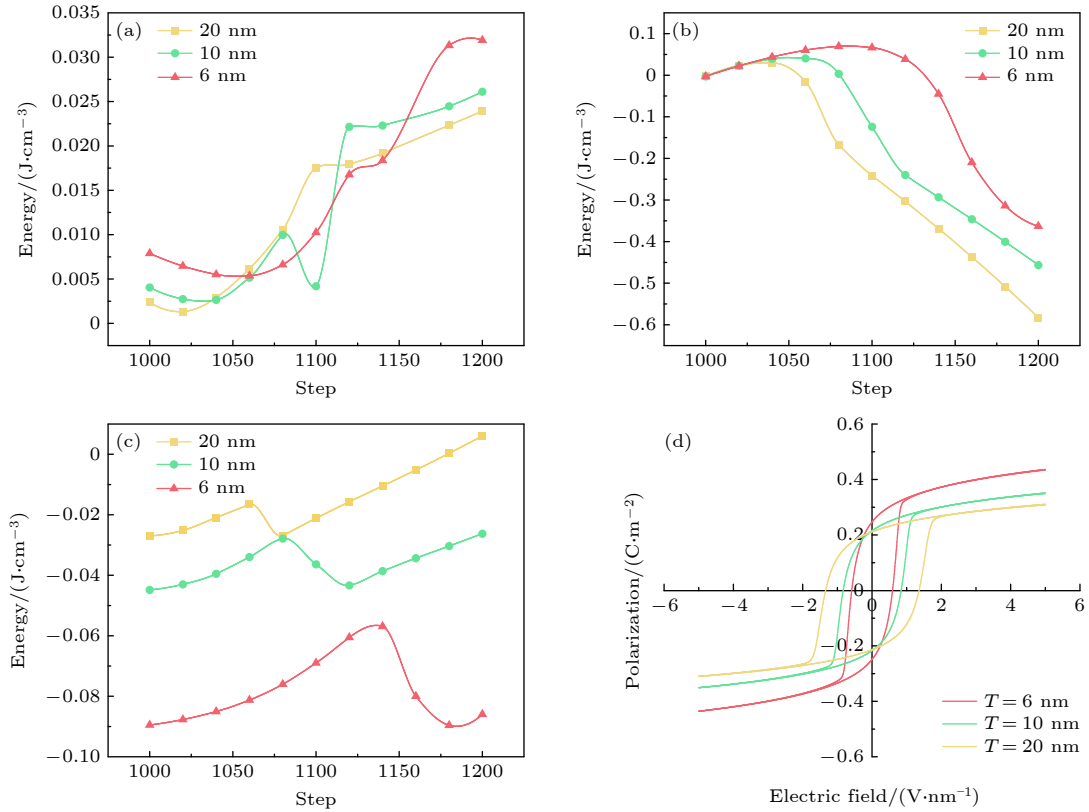 (a)
20 nm
10 nm
6 nm
0.035
0.030
0.025
0.020
0.015
0.010
0.005
0
Energy/(J·cm⁻³)
1000 1050 1100 1150 1200
Step
(b)
20 nm
10 nm
6 nm
0.1
0
−0.1
−0.2
−0.3
−0.4
−0.5
−0.6
Energy/(J·cm⁻³)
1000 1050 1100 1150 1200
Step
(c)
20 nm
10 nm
6 nm
0
−0.02
−0.04
−0.06
−0.08
−0.10
Energy/(J·cm⁻³)
1000 1050 1100 1150 1200
Step
(d)
0.6
0.4
0.2
0
−0.2
−0.4
−0.6
Polarization/(C·m⁻²)
−6 −4 −2 0 2 4 6
T = 6 nm
T = 10 nm
T = 20 nm
Electric field/(V·nm⁻¹)